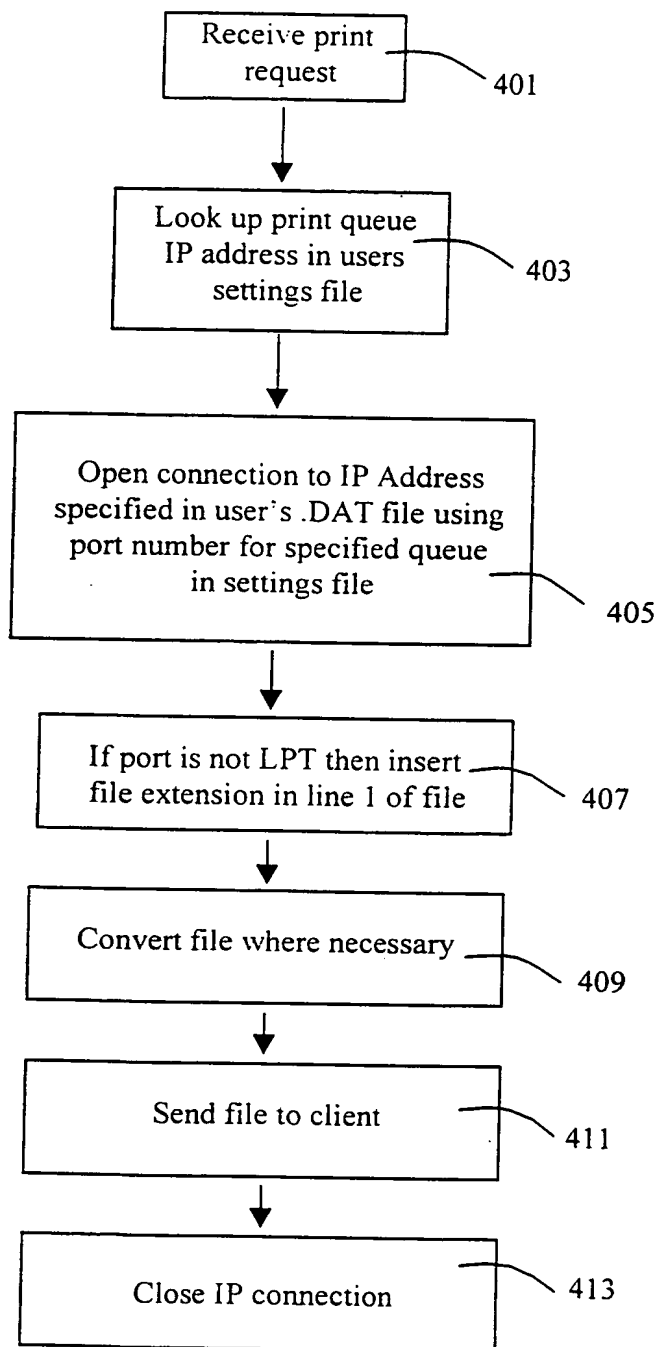 Receive print
request
401
Look up print queue
IP address in users
settings file
403
Open connection to IP Address
specified in user's .DAT file using
port number for specified queue
in settings file
405
If port is not LPT then insert
file extension in line 1 of file
407
Convert file where necessary
409
Send file to client
411
Close IP connection
413